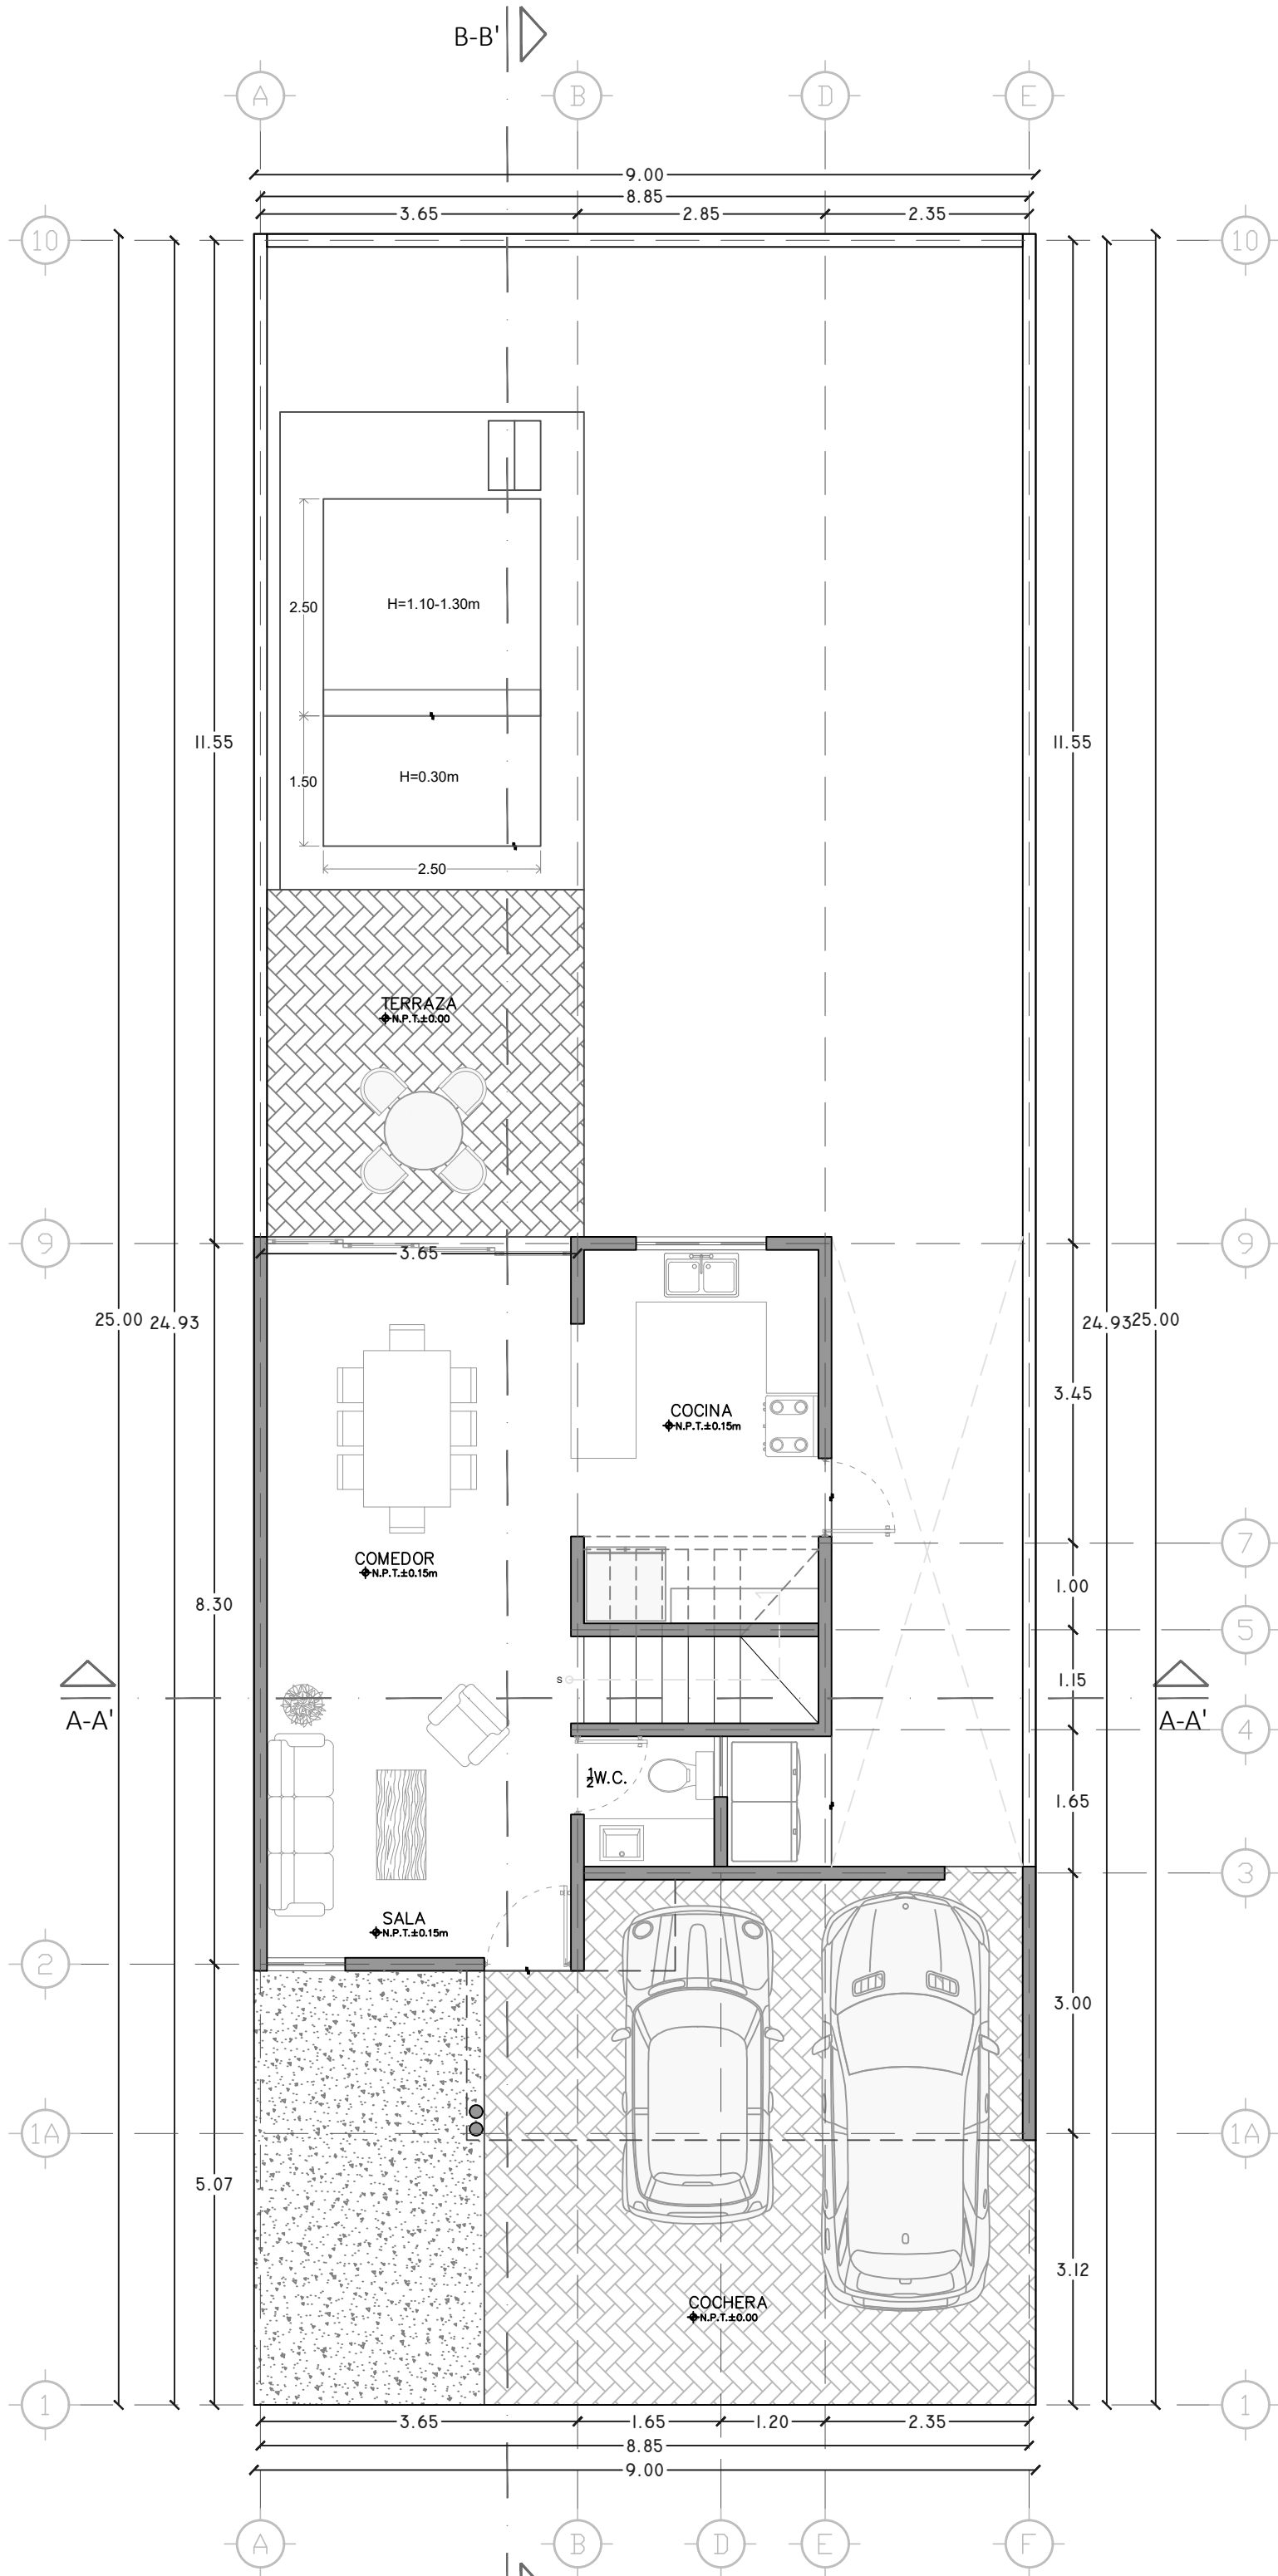 B-B'
A B D E
9.00
8.85
3.65 2.85 2.35
10 10
2.50 H=1.10-1.30m
11.55 11.55
1.50 H=0.30m
2.50
TERRAZA
N.P.T.±0.00
9 9
3.65
25.00 24.93 24.93 25.00
3.45
COCINA
N.P.T.±0.15m
7
COMEDOR
N.P.T.±0.15m
1.00
8.30
5
S 1.15
A-A' A-A'
4
½W.C.
1.65
3
SALA
N.P.T.±0.15m
2
3.00
1A 1A
5.07
3.12
COCHERA
N.P.T.±0.00
1 1
3.65 1.65 1.20 2.35
8.85
9.00
A B D E F